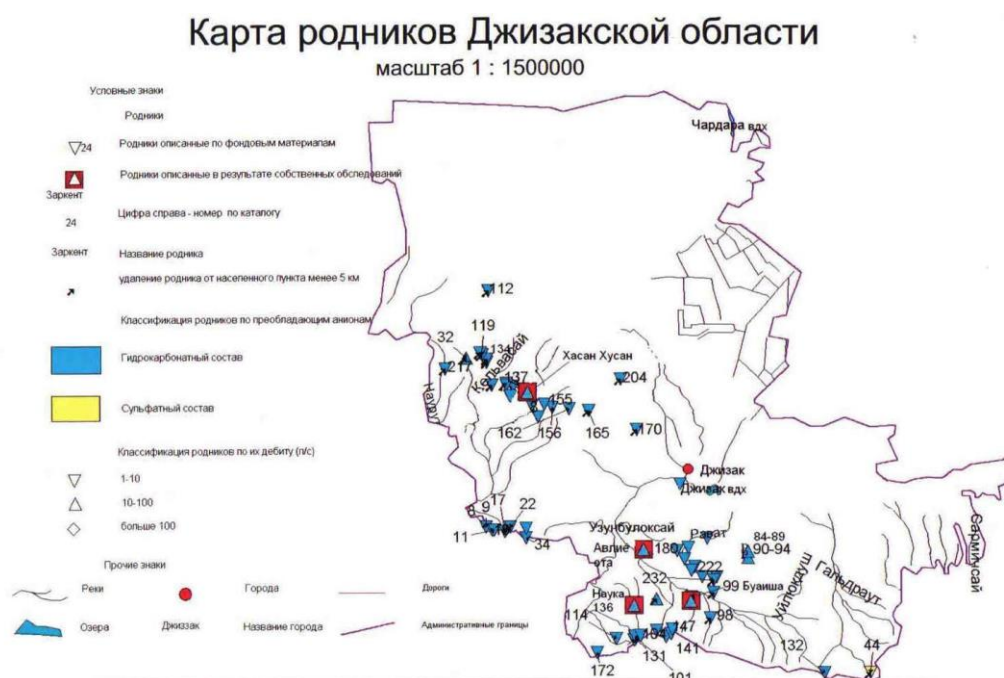 Карта родников Джизакской области
масштаб 1 : 1500000
Условные знаки
Родники
24 Родники описанные по фондовым материалам
Родники описанные в результате собственных обследований
Заркент
24 Цифра справа - номер по каталогу
Заркент Название родника
удаление родника от населенного пункта менее 5 км
Классификация родников по преобладающим анионам
Гидрокарбонатный состав
Сульфатный состав
Классификация родников по их дебиту (л/с)
1-10
10-100
больше 100
Прочие знаки
Реки
Города
Дороги
Озера
Джиззак
Название города
Административные границы
Чардара вдх
112
119
32
134
217
Кельвасай
Хасан Хусан
137
204
155
162
156
165
170
Джизак
Джизак вдх
17
22
8
9
11
34
Узунбулоксай
Рават
84-89
90-94
Авлие
ота
180
222
232
99
Буаиша
Наука
136
98
114
104
147
141
131
101
172
132
44
Гальдраут
Сармичсай